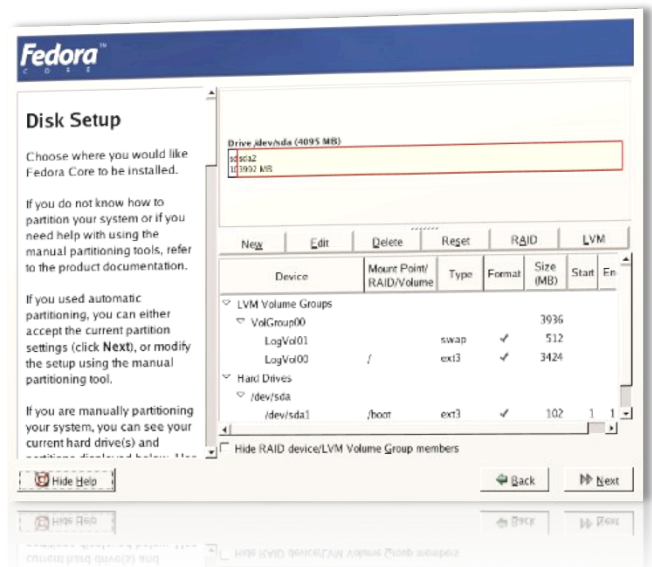 Fedora™
CORE
Disk Setup
Choose where you would like
Fedora Core to be installed.
If you do not know how to
partition your system or if you
need help with using the
manual partitioning tools, refer
to the product documentation.
If you used automatic
partitioning, you can either
accept the current partition
settings (click Next), or modify
the setup using the manual
partitioning tool.
If you are manually partitioning
your system, you can see your
current hard drive(s) and
Drive /dev/sda (4095 MB)
sda2
3992 MB
New Edit Delete Reset RAID LVM
Device Mount Point/ RAID/Volume Type Format Size (MB) Start En
LVM Volume Groups
VolGroup00 3936
LogVol01 swap ✓ 512
LogVol00 / ext3 ✓ 3424
Hard Drives
/dev/sda
/dev/sda1 /boot ext3 ✓ 102 1 1
Hide RAID device/LVM Volume Group members
Hide Help Back Next